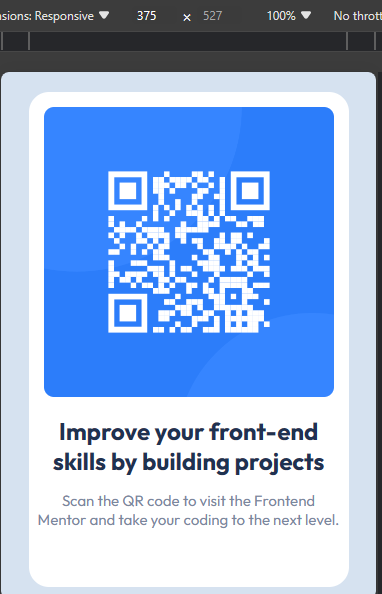 sions: Responsive ▼ 375 × 527 100% ▼ No thrott
Improve your front-end
skills by building projects
Scan the QR code to visit the Frontend
Mentor and take your coding to the next level.